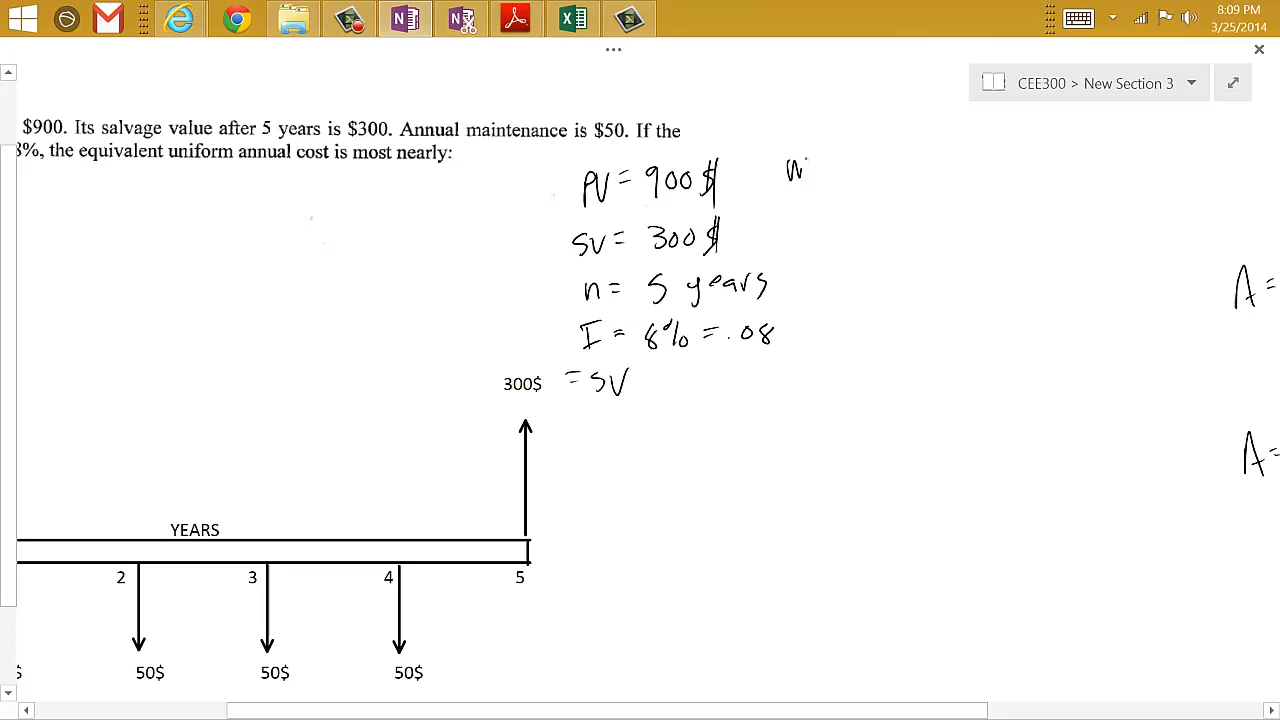 8:09 PM
3/25/2014
CEE300 > New Section 3
$900. Its salvage value after 5 years is $300. Annual maintenance is $50. If the
8%, the equivalent uniform annual cost is most nearly:
PV = 900$
SV = 300$
n = 5 years
I = 8% = .08
300$ = SV
A =
A =
YEARS
2 3 4 5
$ 50$ 50$ 50$